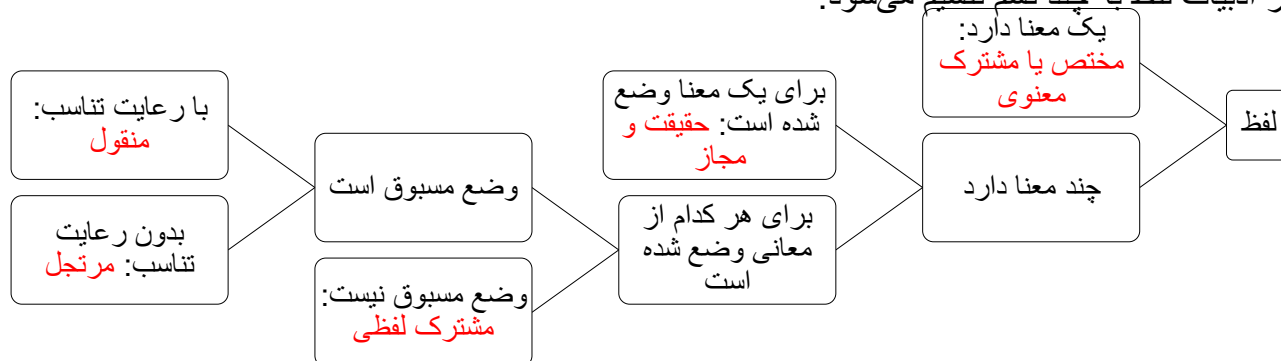 یک معنا دارد:
مختص یا مشترک
معنوی
لفظ
چند معنا دارد
برای یک معنا وضع
شده است: حقیقت و
مجاز
برای هر کدام از
معانی وضع شده
است
وضع مسبوق است
وضع مسبوق نیست:
مشترک لفظی
با رعایت تناسب:
منقول
بدون رعایت
تناسب: مرتجل